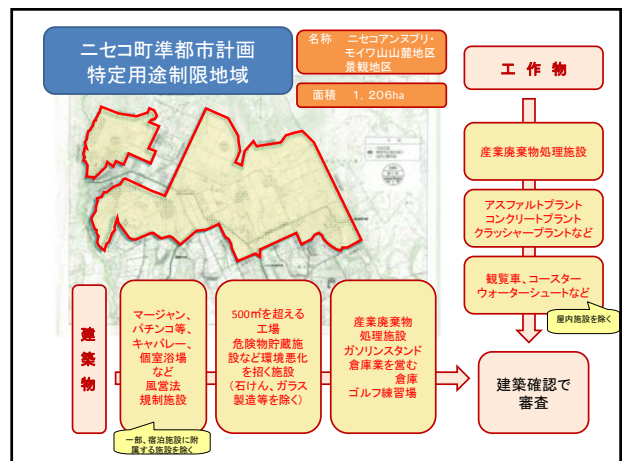 ニセコ町準都市計画
特定用途制限地域
名称 ニセコアンヌプリ・
モイワ山山麓地区
景観地区
面積 1,206ha
工作物
産業廃棄物処理施設
アスファルトプラント
コンクリートプラント
クラッシャープラントなど
観覧車、コースター
ウォーターシュートなど
屋内施設を除く
建築物
マージャン、
パチンコ等、
キャバレー、
個室浴場
など
風営法
規制施設
一部、宿泊施設に附
属する施設を除く
500㎡を超える
工場
危険物貯蔵施
設など環境悪化
を招く施設
(石けん、ガラス
製造等を除く)
産業廃棄物
処理施設
ガソリンスタンド
倉庫業を営む
倉庫
ゴルフ練習場
建築確認で
審査